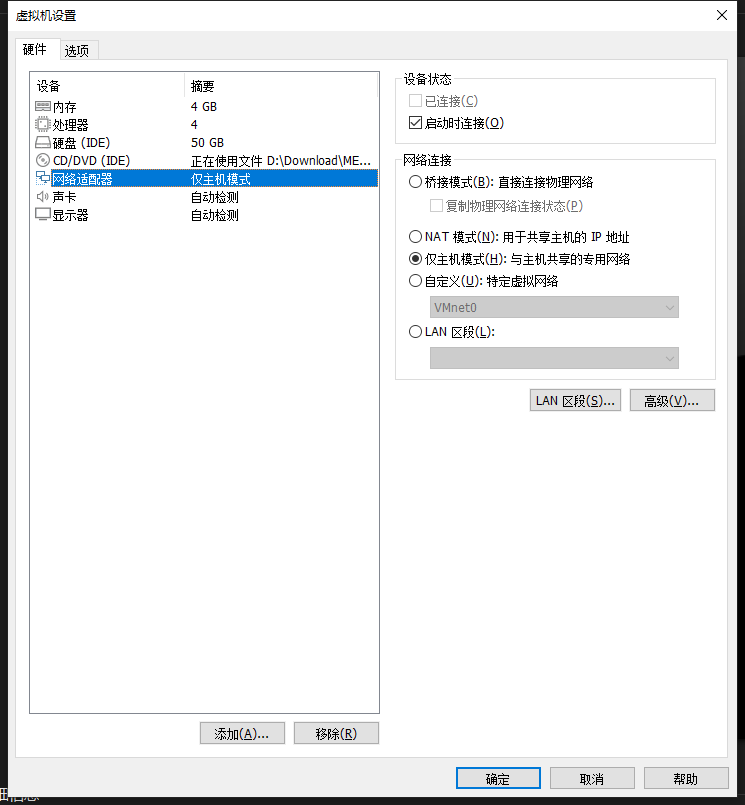 虚拟机设置
硬件 选项
设备 摘要
内存 4 GB
处理器 4
硬盘 (IDE) 50 GB
CD/DVD (IDE) 正在使用文件 D:\Download\ME...
网络适配器 仅主机模式
声卡 自动检测
显示器 自动检测
添加(A)... 移除(R)
设备状态
已连接(C)
启动时连接(O)
网络连接
桥接模式(B): 直接连接物理网络
复制物理网络连接状态(P)
NAT 模式(N): 用于共享主机的 IP 地址
仅主机模式(H): 与主机共享的专用网络
自定义(U): 特定虚拟网络
VMnet0
LAN 区段(L):
LAN 区段(S)... 高级(V)...
确定 取消 帮助